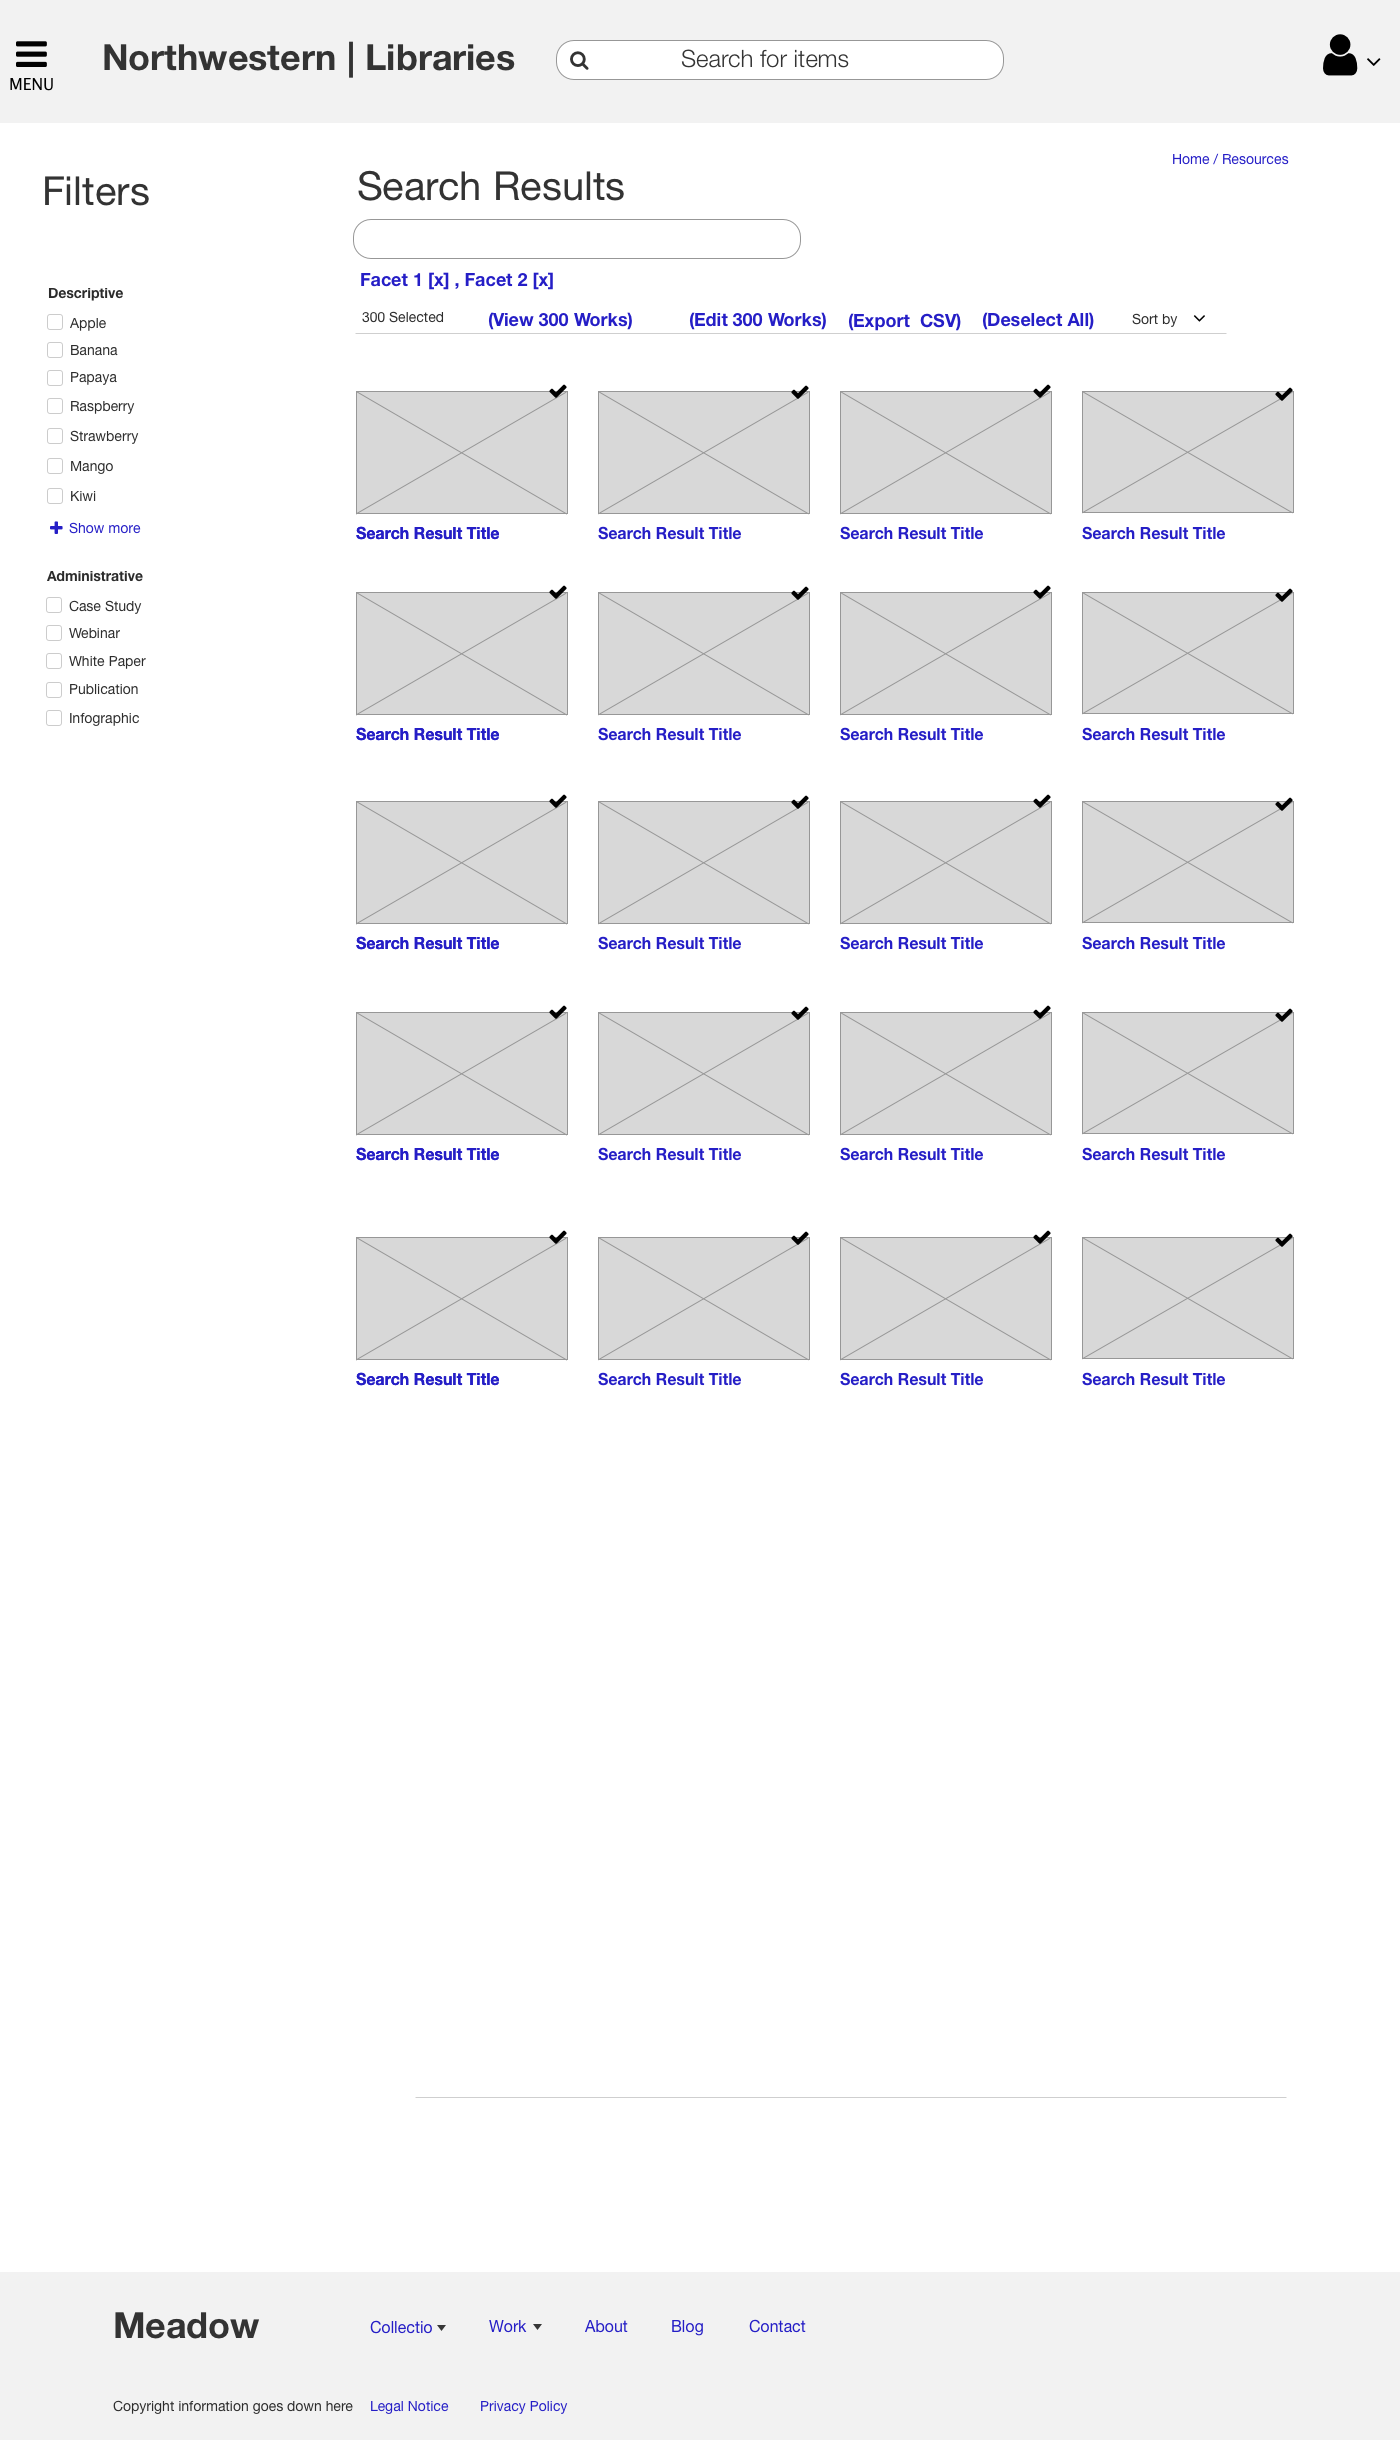 MENU
Northwestern | Libraries
Search for items
Home / Resources
Filters
Descriptive
Apple
Banana
Papaya
Raspberry
Strawberry
Mango
Kiwi
Show more
Administrative
Case Study
Webinar
White Paper
Publication
Infographic
Search Results
Facet 1 [x] , Facet 2 [x]
300 Selected (View 300 Works) (Edit 300 Works) (Export CSV) (Deselect All) Sort by
Search Result Title Search Result Title Search Result Title Search Result Title
Search Result Title Search Result Title Search Result Title Search Result Title
Search Result Title Search Result Title Search Result Title Search Result Title
Search Result Title Search Result Title Search Result Title Search Result Title
Search Result Title Search Result Title Search Result Title Search Result Title
Meadow
Collectio Work About Blog Contact
Copyright information goes down here Legal Notice Privacy Policy